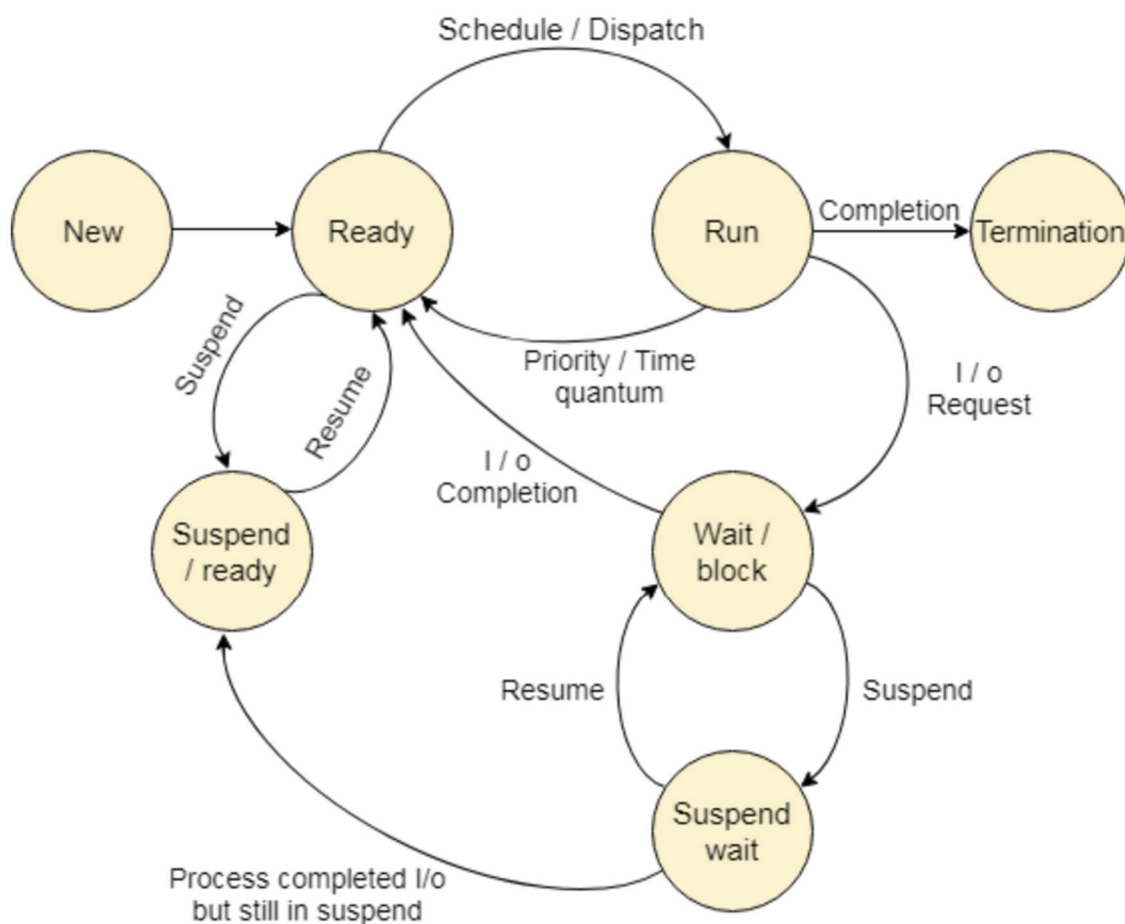 Schedule / Dispatch
New
Ready
Run
Completion
Termination
Suspend
Resume
Priority / Time
quantum
I / o
Request
I / o
Completion
Suspend
/ ready
Wait /
block
Resume
Suspend
Suspend
wait
Process completed I/o
but still in suspend